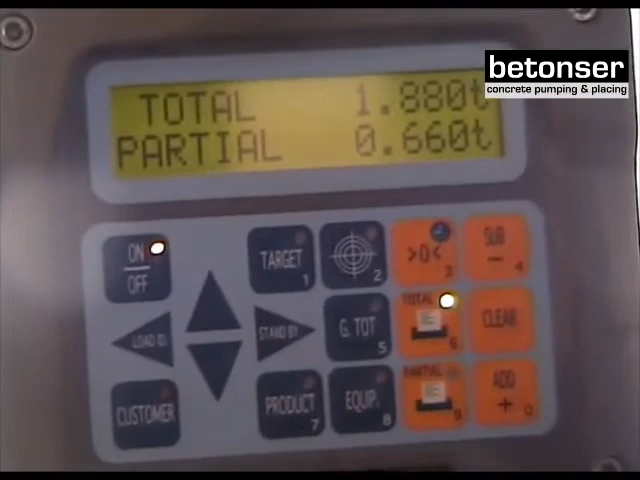 betonser
concrete pumping & placing
TOTAL 1.880t
PARTIAL 0.660t
ON
OFF
TARGET 1
2
>0< 3
SUB
- 4
LOAD ID.
STAND BY
G. TOT 5
TOTAL 6
CLEAR
CUSTOMER
PRODUCT 7
EQUIP. 8
PARTIAL 9
ADD
+ 0